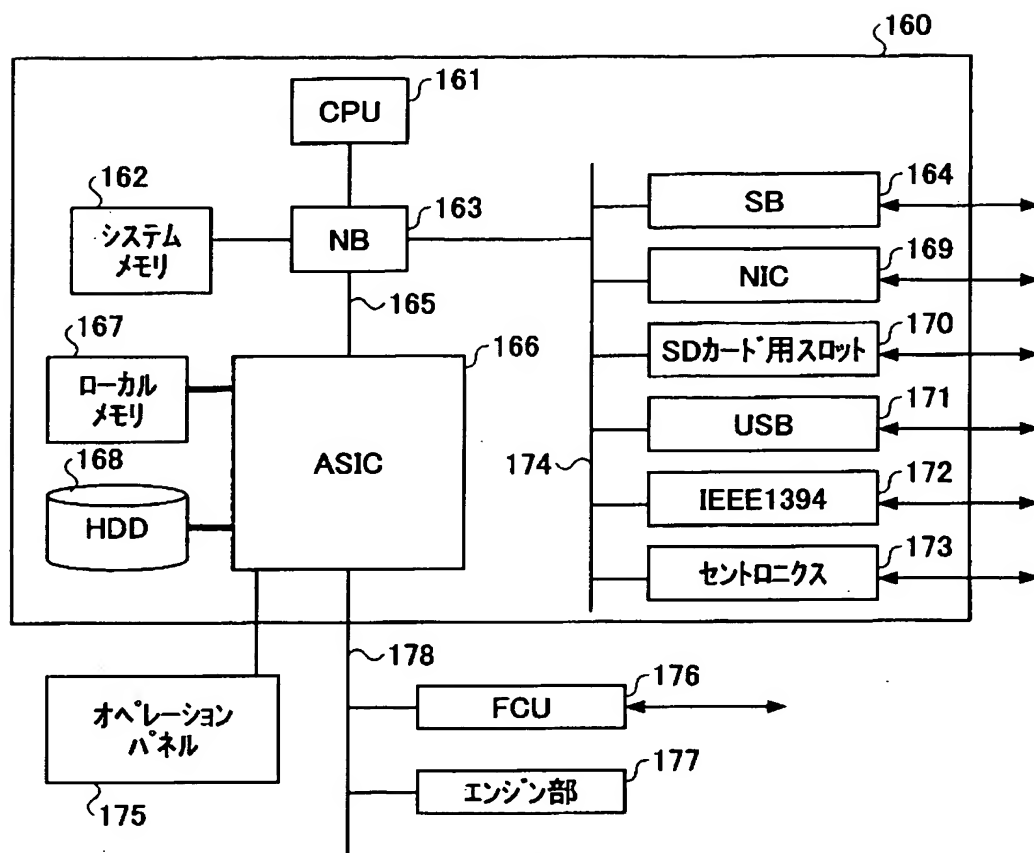 160
CPU
161
162
システム
メモリ
NB
163
SB
164
NIC
169
165
167
ローカル
メモリ
166
ASIC
SDカード用スロット
170
USB
171
174
168
HDD
IEEE1394
172
セントロニクス
173
178
オペレーション
パネル
175
FCU
176
エンジン部
177